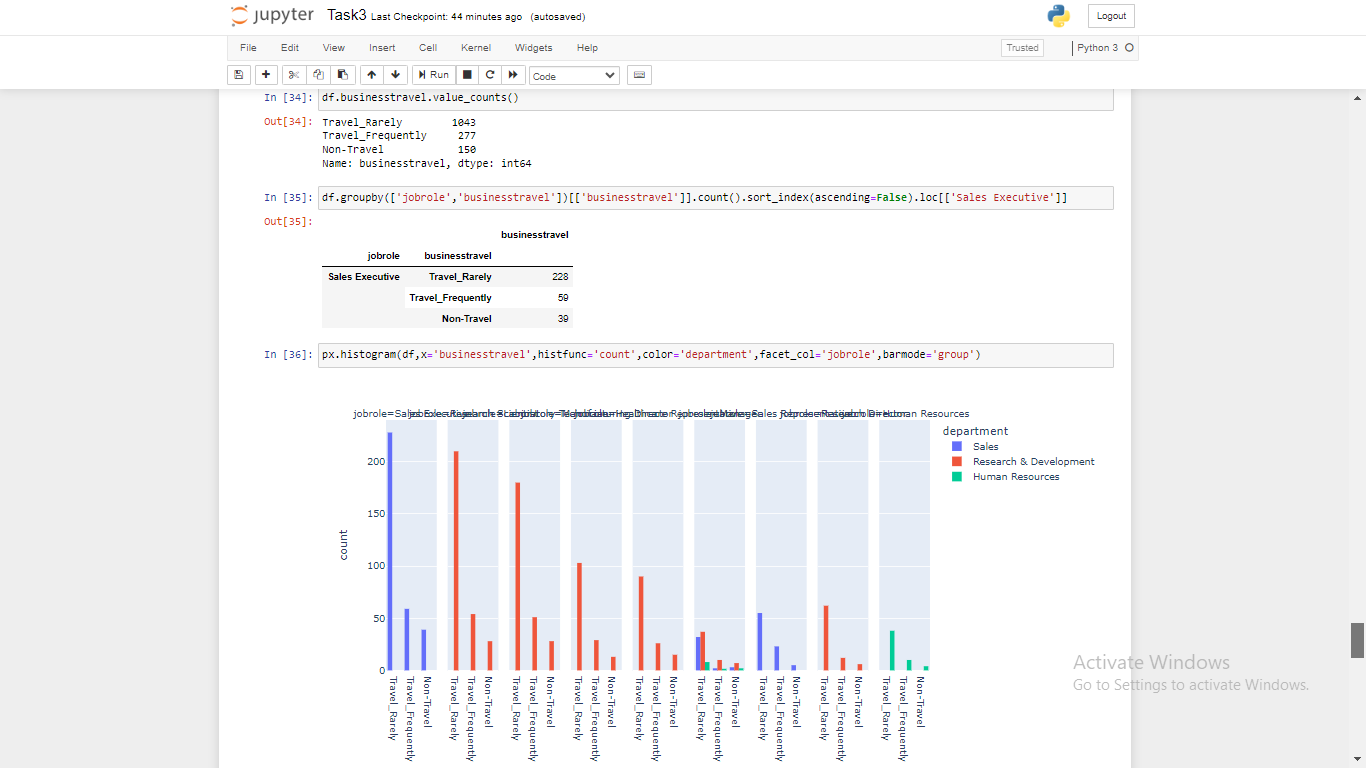 jupyter Task3 Last Checkpoint: 44 minutes ago (autosaved) Logout
File Edit View Insert Cell Kernel Widgets Help Trusted Python 3
Run Code
In [34]: df.businesstravel.value_counts()
Out[34]: Travel_Rarely 1043
Travel_Frequently 277
Non-Travel 150
Name: businesstravel, dtype: int64
In [35]: df.groupby(['jobrole','businesstravel'])[['businesstravel']].count().sort_index(ascending=False).loc[['Sales Executive']]
Out[35]:
businesstravel
jobrole businesstravel
Sales Executive Travel_Rarely 228
Travel_Frequently 59
Non-Travel 39
In [36]: px.histogram(df,x='businesstravel',histfunc='count',color='department',facet_col='jobrole',barmode='group')
jobrole=Sales
department
Sales
Research & Development
Human Resources
count
200
150
100
50
0
Travel_Rarely Travel_Frequently Non-Travel
Travel_Rarely Travel_Frequently Non-Travel
Travel_Rarely Travel_Frequently Non-Travel
Travel_Rarely Travel_Frequently Non-Travel
Travel_Rarely Travel_Frequently Non-Travel
Travel_Rarely Travel_Frequently Non-Travel
Travel_Rarely Travel_Frequently Non-Travel
Travel_Rarely Travel_Frequently Non-Travel
Travel_Rarely Travel_Frequently Non-Travel
Activate Windows
Go to Settings to activate Windows.